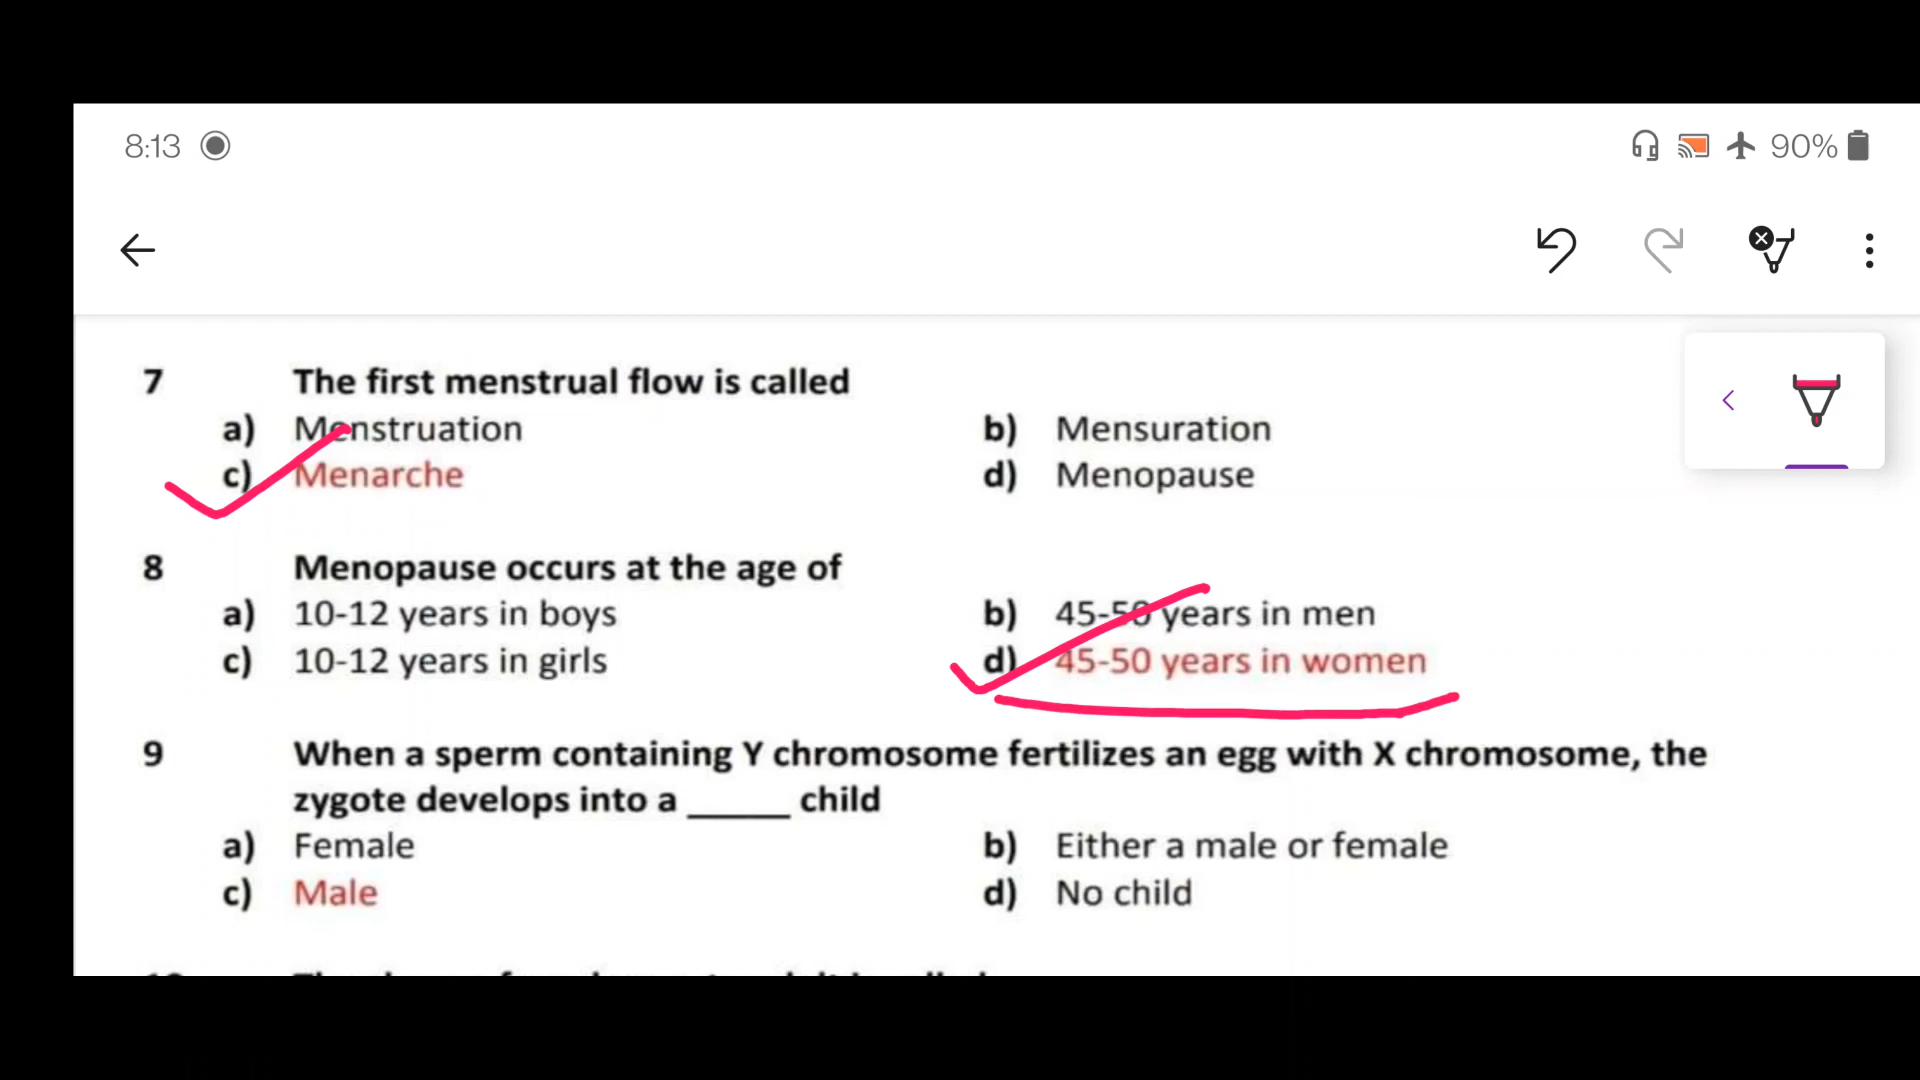 8:13 90%
7 The first menstrual flow is called
a) Menstruation b) Mensuration
c) Menarche d) Menopause
8 Menopause occurs at the age of
a) 10-12 years in boys b) 45-50 years in men
c) 10-12 years in girls d) 45-50 years in women
9 When a sperm containing Y chromosome fertilizes an egg with X chromosome, the
zygote develops into a ______ child
a) Female b) Either a male or female
c) Male d) No child